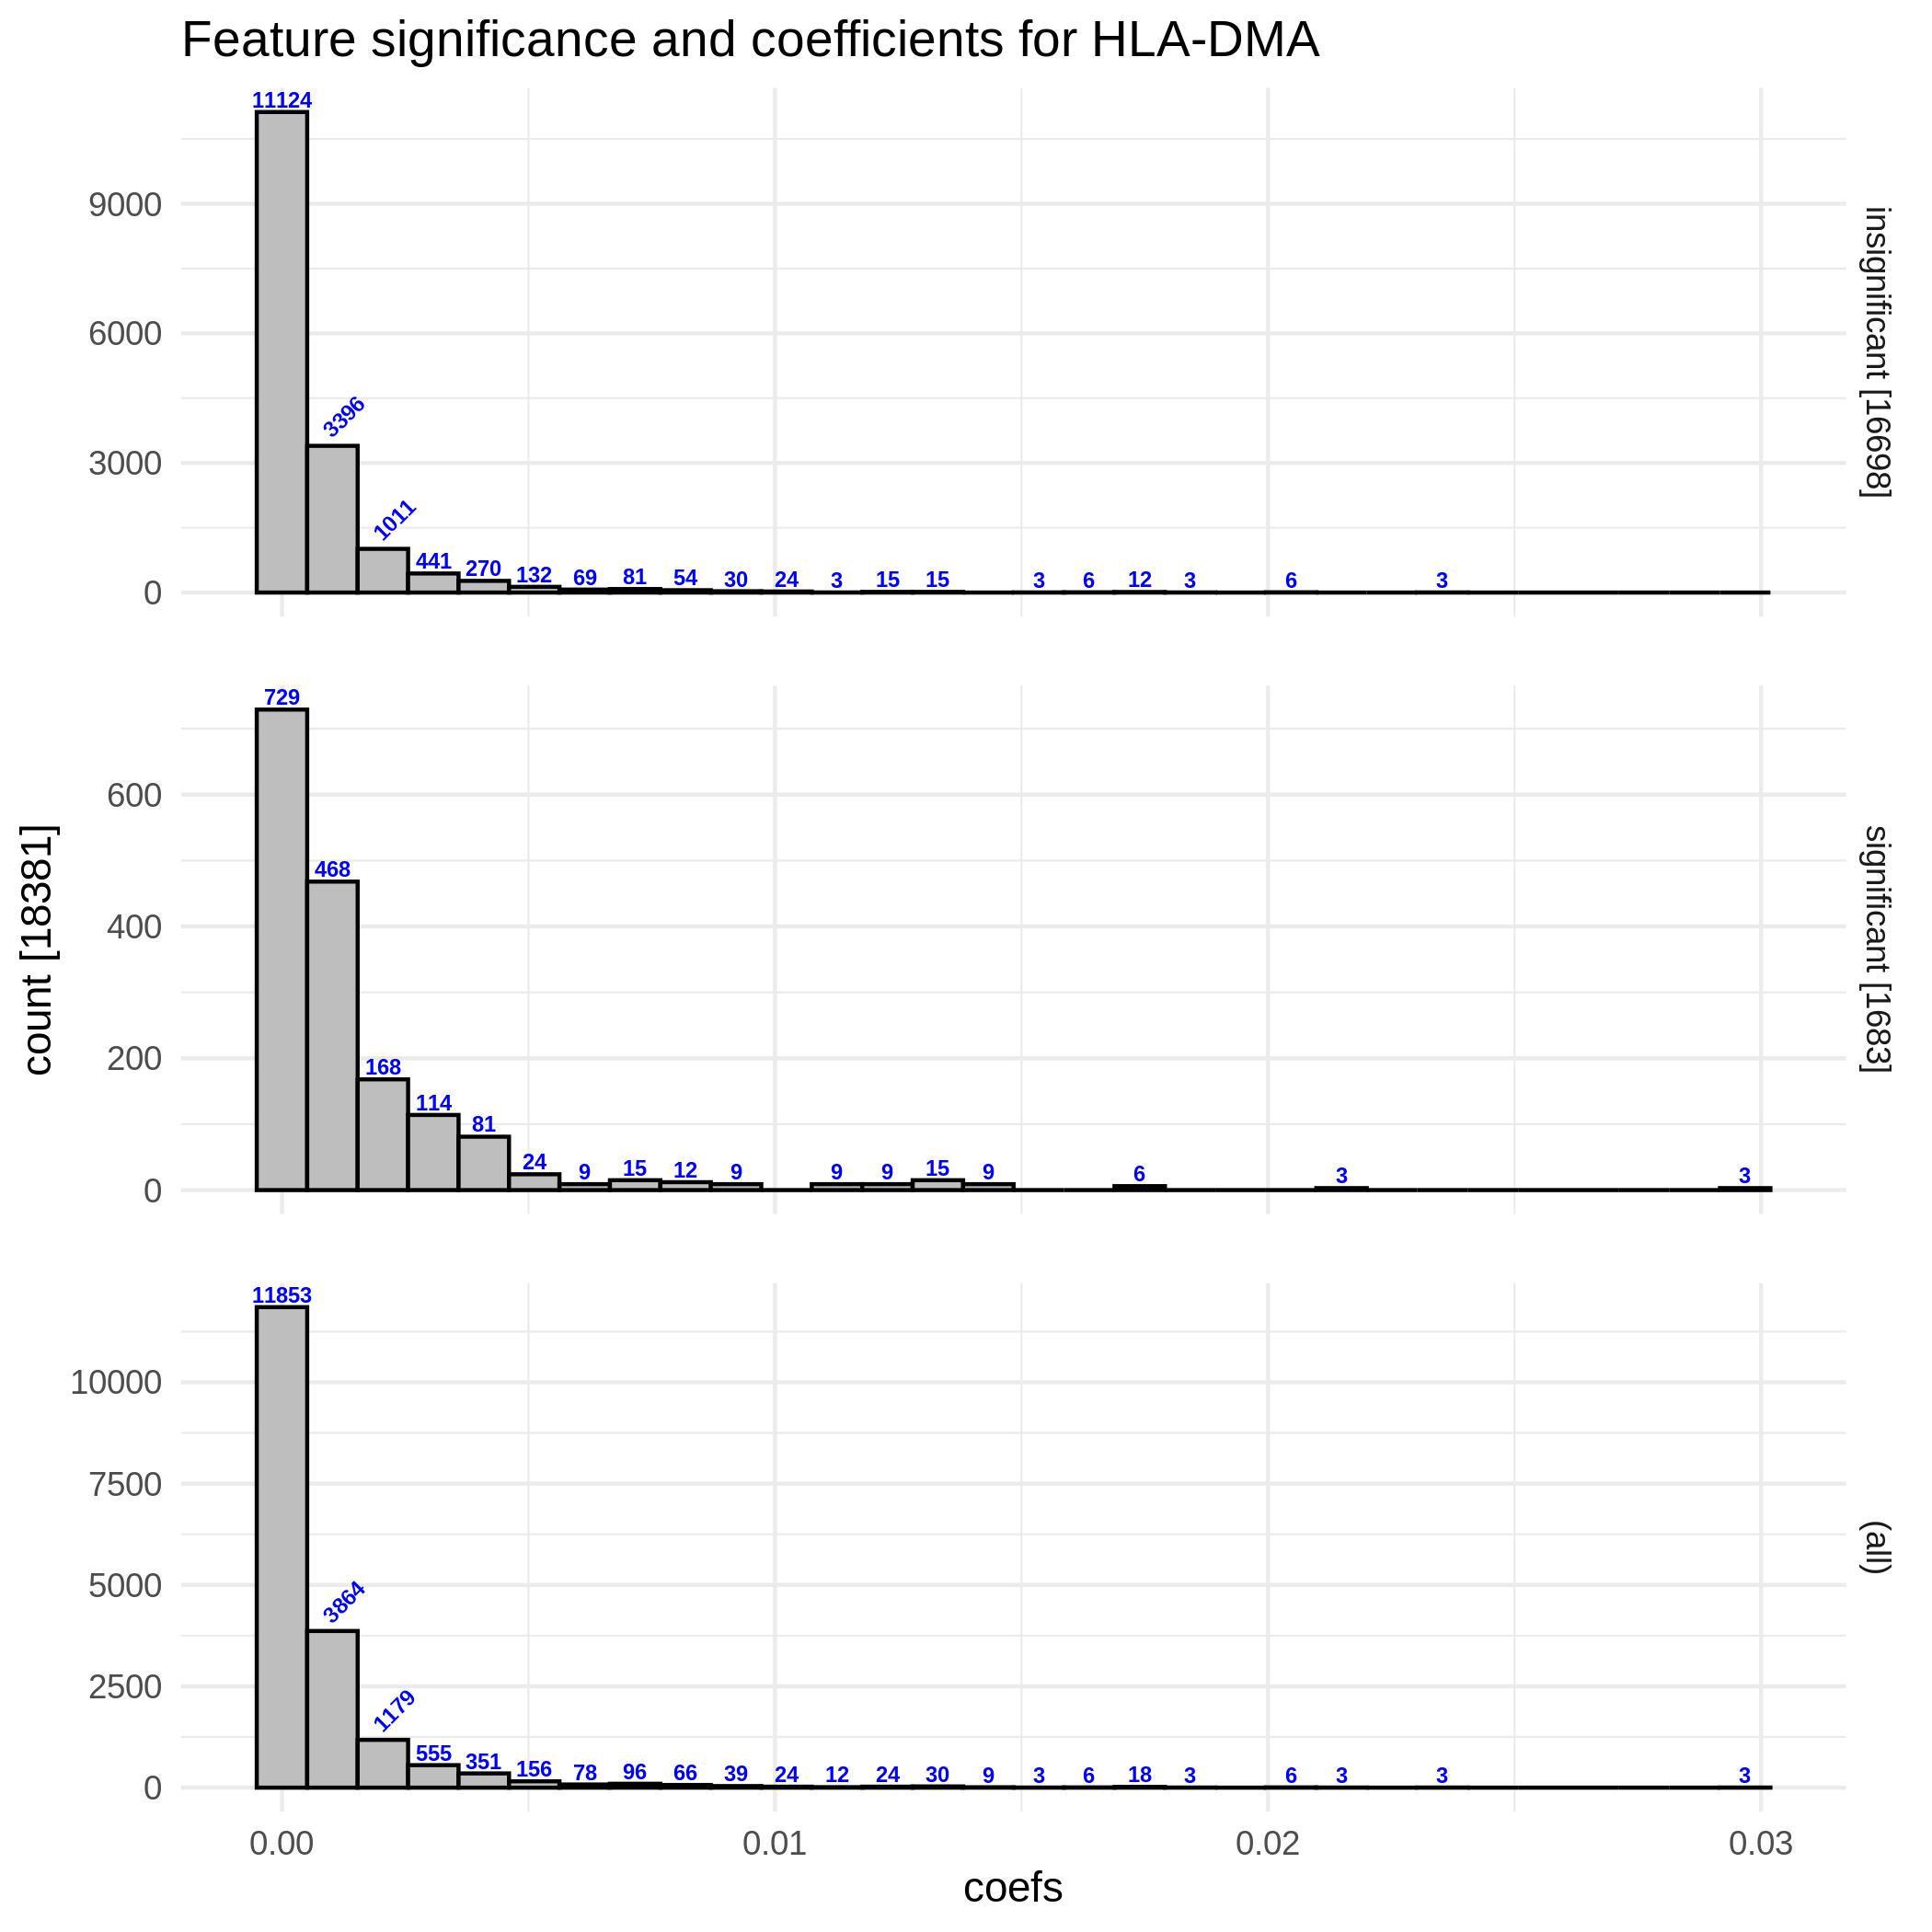 Feature significance and coefficients for HLA-DMA
11124
3396
1011
441 270 132 69 81 54 30 24 3 15 15 3 6 12 3 6 3
9000
6000
3000
0
insignificant [16698]
729
468
168
114
81
24 9 15 12 9 9 9 15 9 6 3 3
600
400
200
0
significant [1683]
count [18381]
11853
3864
1179
555 351 156 78 96 66 39 24 12 24 30 9 3 6 18 3 6 3 3 3
10000
7500
5000
2500
0
(all)
0.00 0.01 0.02 0.03
coefs